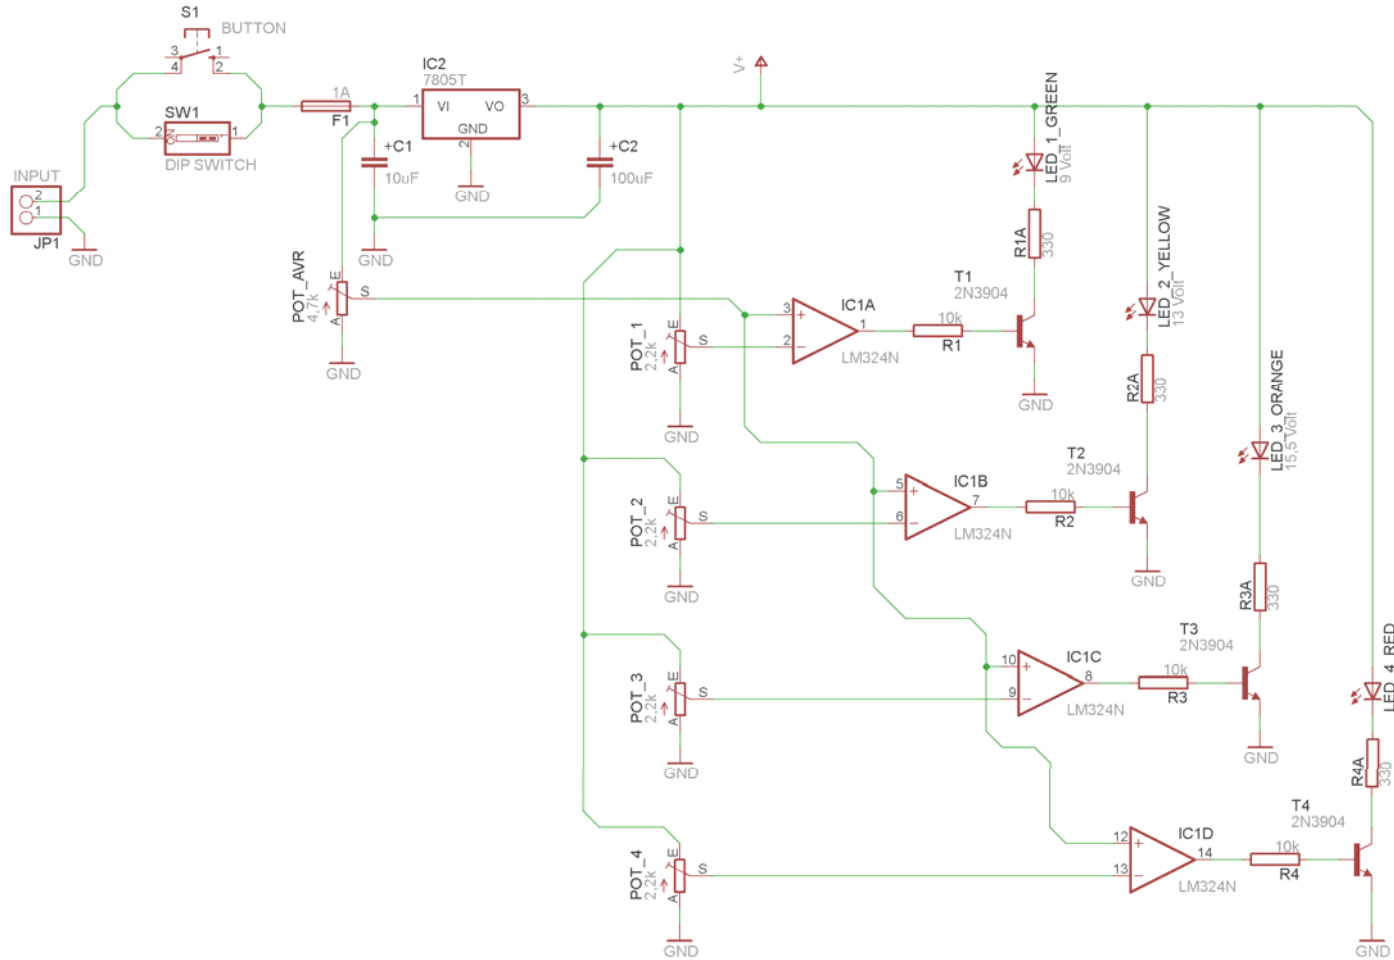 S1
BUTTON
3
1
4
2
SW1
2
1
DIP SWITCH
INPUT
2
1
JP1
GND
1A
F1
IC2
7805T
1
VI
VO
3
GND
2
GND
+C1
10uF
+C2
100uF
GND
V+
POT_AVR
4,7k
E
S
A
GND
POT_1
2,2k
E
S
A
GND
3
+
2
−
1
IC1A
LM324N
10k
R1
T1
2N3904
GND
R1A
330
LED_1_GREEN
9 Volt
POT_2
2,2k
E
S
A
GND
5
+
6
−
7
IC1B
LM324N
10k
R2
T2
2N3904
GND
R2A
330
LED_2_YELLOW
13 Volt
POT_3
2,2k
E
S
A
GND
10
+
9
−
8
IC1C
LM324N
10k
R3
T3
2N3904
GND
R3A
330
LED_3_ORANGE
15,5 Volt
POT_4
2,2k
E
S
A
GND
12
+
13
−
14
IC1D
LM324N
10k
R4
T4
2N3904
GND
R4A
330
LED_4_RED